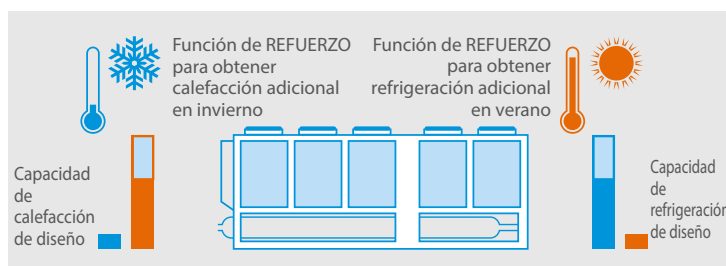 Función de REFUERZO
para obtener
calefacción adicional
en invierno
Función de REFUERZO
para obtener
refrigeración adicional
en verano
Capacidad
de
calefacción
de diseño
Capacidad
de
refrigeración
de diseño